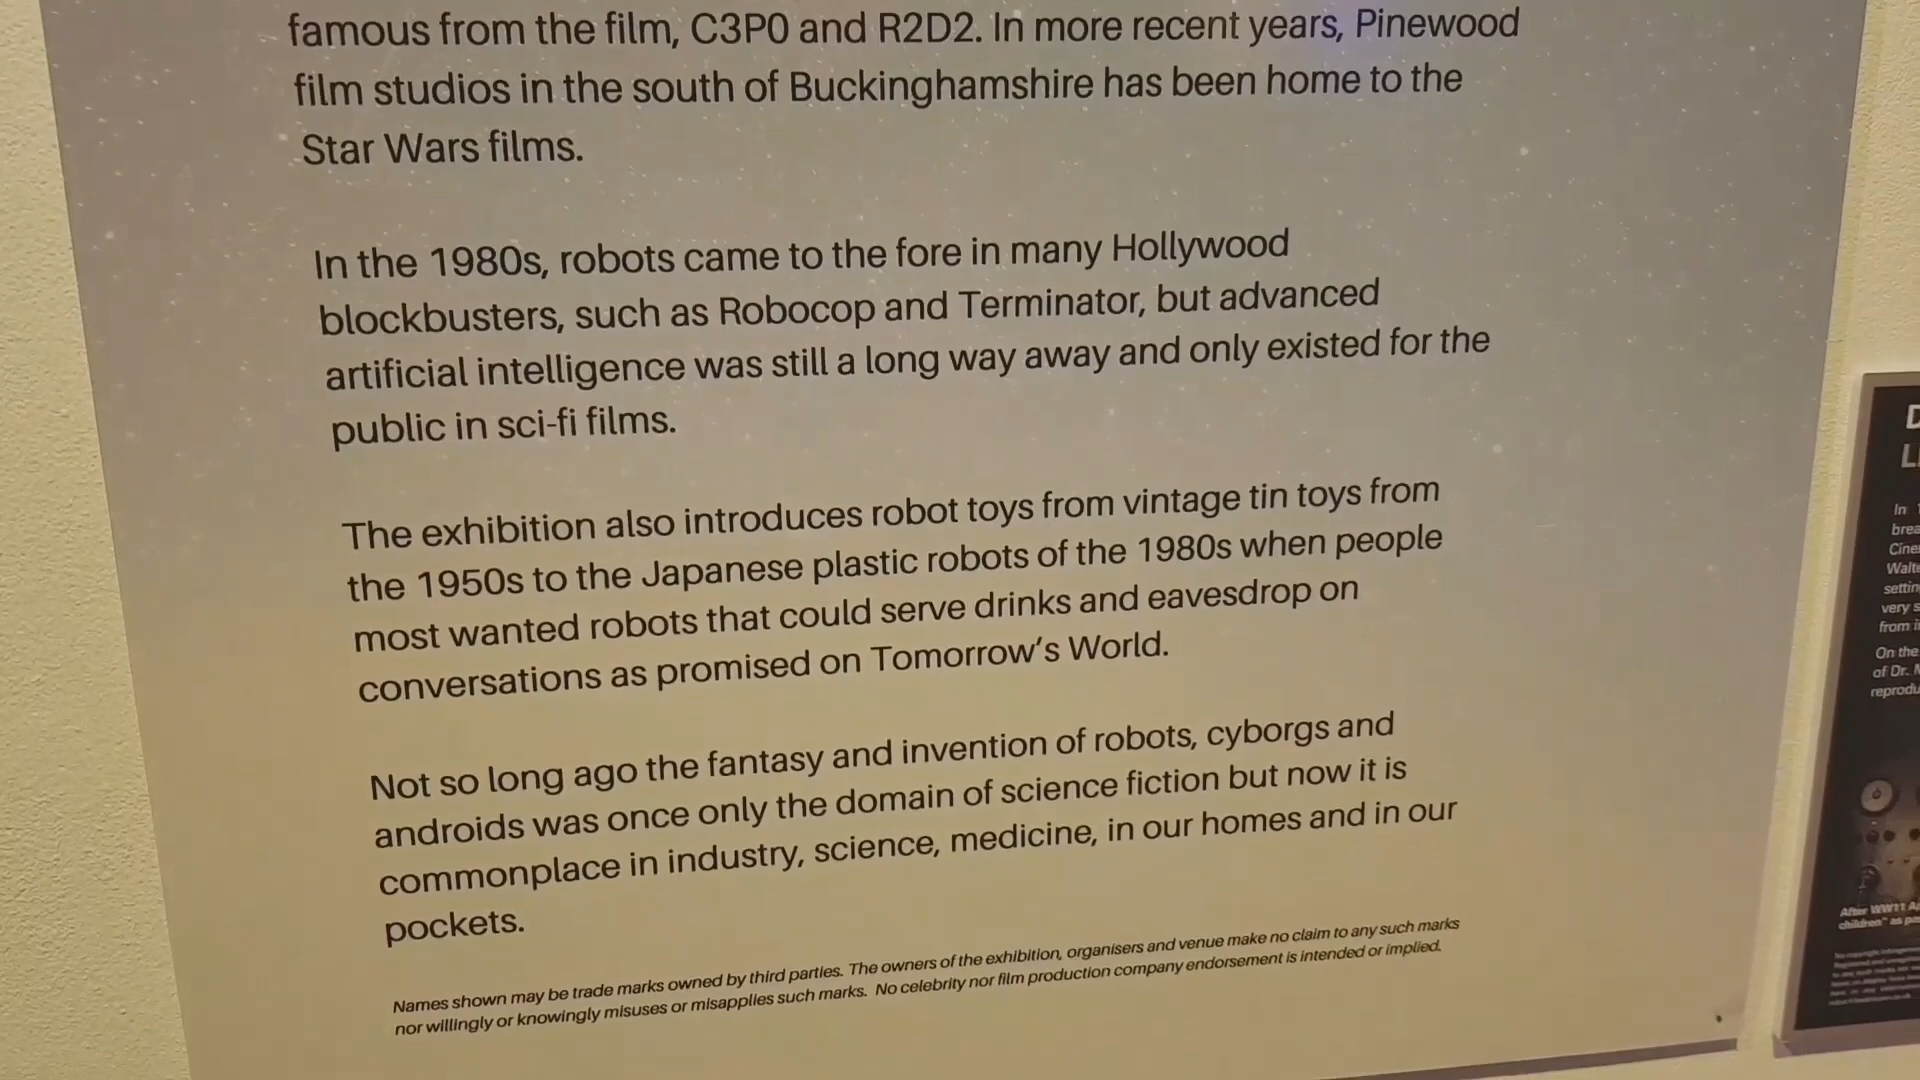 famous from the film, C3P0 and R2D2. In more recent years, Pinewood
film studios in the south of Buckinghamshire has been home to the
Star Wars films.
In the 1980s, robots came to the fore in many Hollywood
blockbusters, such as Robocop and Terminator, but advanced
artificial intelligence was still a long way away and only existed for the
public in sci-fi films.
The exhibition also introduces robot toys from vintage tin toys from
the 1950s to the Japanese plastic robots of the 1980s when people
most wanted robots that could serve drinks and eavesdrop on
conversations as promised on Tomorrow's World.
Not so long ago the fantasy and invention of robots, cyborgs and
androids was once only the domain of science fiction but now it is
commonplace in industry, science, medicine, in our homes and in our
pockets.
Names shown may be trade marks owned by third parties. The owners of the exhibition, organisers and venue make no claim to any such marks
nor willingly or knowingly misuses or misapplies such marks. No celebrity nor film production company endorsement is intended or implied.
In
very
On the
of Dr.
After WW11
children" as